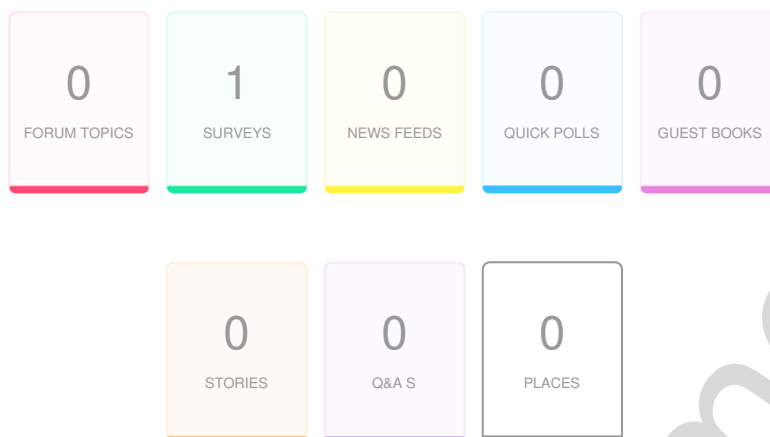 0 1 0 0 0
FORUM TOPICS SURVEYS NEWS FEEDS QUICK POLLS GUEST BOOKS
0 0 0
STORIES Q&A S PLACES